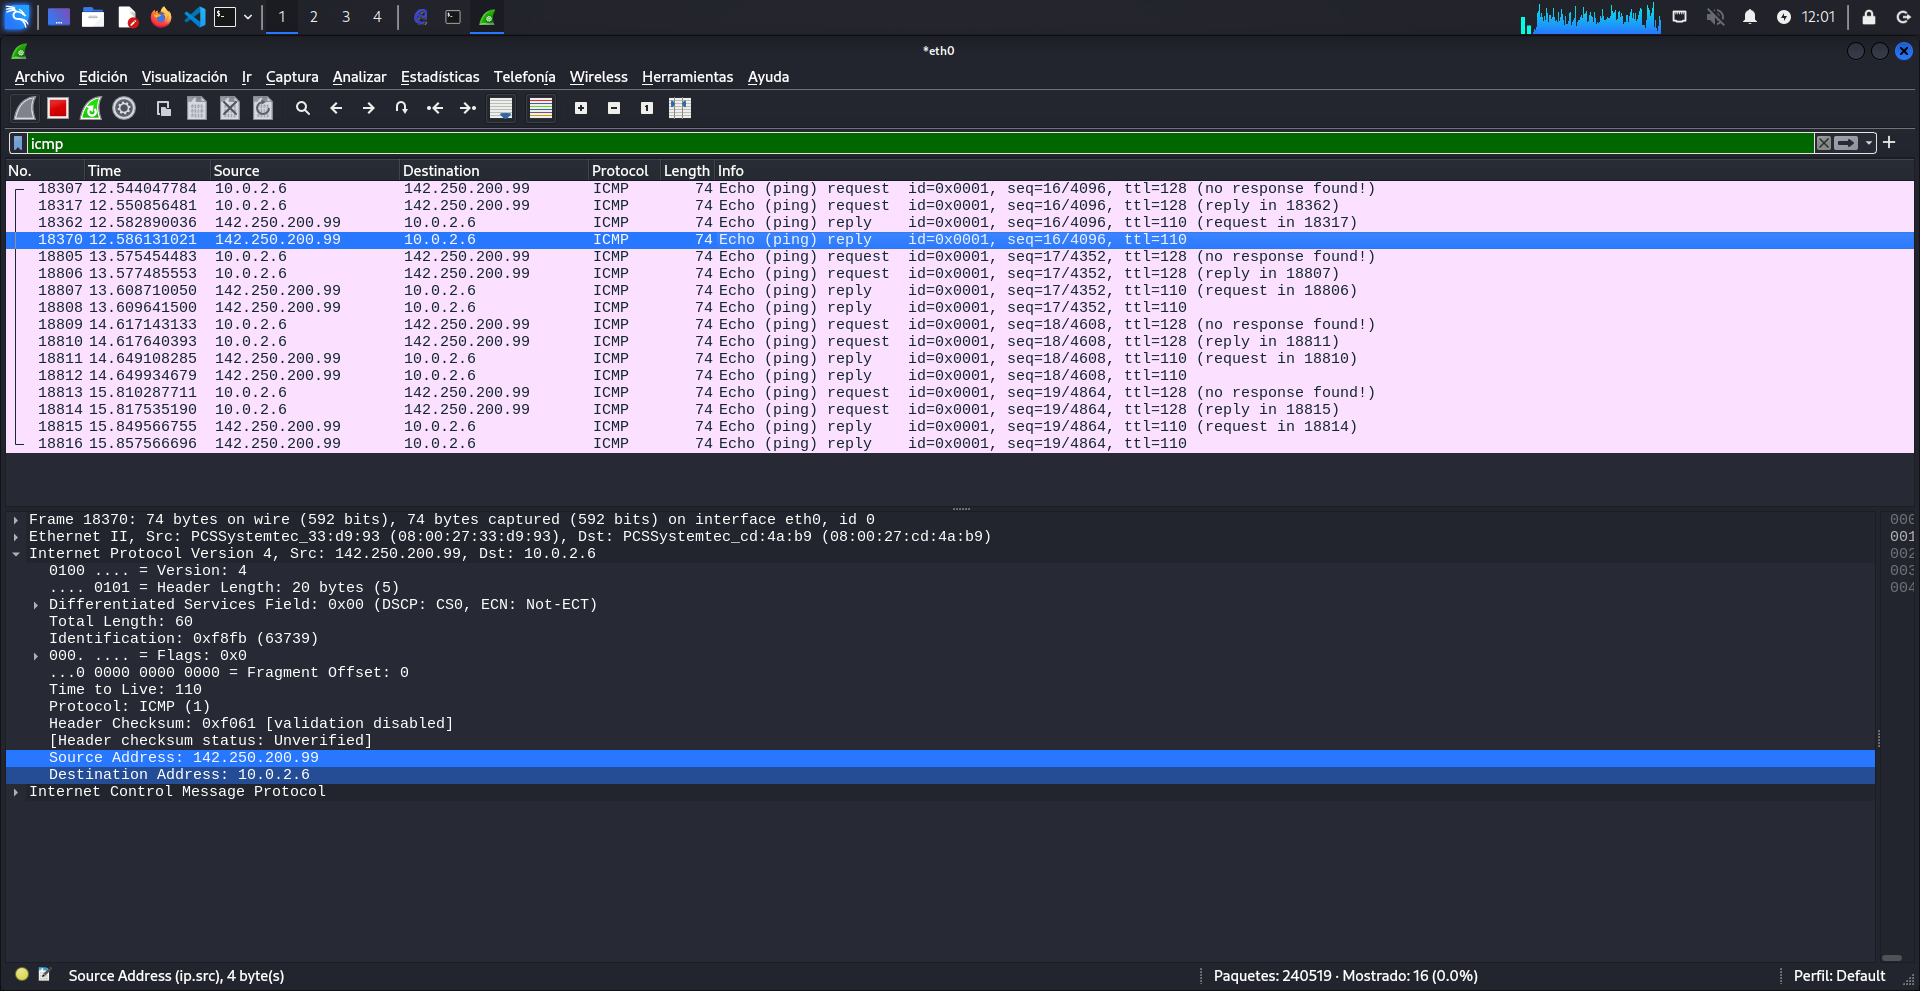 1 2 3 4 12:01
*eth0
Archivo Edición Visualización Ir Captura Analizar Estadísticas Telefonía Wireless Herramientas Ayuda
icmp
No. Time Source Destination Protocol Length Info
18307 12.544047784 10.0.2.6 142.250.200.99 ICMP 74 Echo (ping) request id=0x0001, seq=16/4096, ttl=128 (no response found!)
18317 12.550856481 10.0.2.6 142.250.200.99 ICMP 74 Echo (ping) request id=0x0001, seq=16/4096, ttl=128 (reply in 18362)
18362 12.582890036 142.250.200.99 10.0.2.6 ICMP 74 Echo (ping) reply id=0x0001, seq=16/4096, ttl=110 (request in 18317)
18370 12.586131021 142.250.200.99 10.0.2.6 ICMP 74 Echo (ping) reply id=0x0001, seq=16/4096, ttl=110
18805 13.575454483 10.0.2.6 142.250.200.99 ICMP 74 Echo (ping) request id=0x0001, seq=17/4352, ttl=128 (no response found!)
18806 13.577485553 10.0.2.6 142.250.200.99 ICMP 74 Echo (ping) request id=0x0001, seq=17/4352, ttl=128 (reply in 18807)
18807 13.608710050 142.250.200.99 10.0.2.6 ICMP 74 Echo (ping) reply id=0x0001, seq=17/4352, ttl=110 (request in 18806)
18808 13.609641500 142.250.200.99 10.0.2.6 ICMP 74 Echo (ping) reply id=0x0001, seq=17/4352, ttl=110
18809 14.617143133 10.0.2.6 142.250.200.99 ICMP 74 Echo (ping) request id=0x0001, seq=18/4608, ttl=128 (no response found!)
18810 14.617640393 10.0.2.6 142.250.200.99 ICMP 74 Echo (ping) request id=0x0001, seq=18/4608, ttl=128 (reply in 18811)
18811 14.649108285 142.250.200.99 10.0.2.6 ICMP 74 Echo (ping) reply id=0x0001, seq=18/4608, ttl=110 (request in 18810)
18812 14.649934679 142.250.200.99 10.0.2.6 ICMP 74 Echo (ping) reply id=0x0001, seq=18/4608, ttl=110
18813 15.810287711 10.0.2.6 142.250.200.99 ICMP 74 Echo (ping) request id=0x0001, seq=19/4864, ttl=128 (no response found!)
18814 15.817535190 10.0.2.6 142.250.200.99 ICMP 74 Echo (ping) request id=0x0001, seq=19/4864, ttl=128 (reply in 18815)
18815 15.849566755 142.250.200.99 10.0.2.6 ICMP 74 Echo (ping) reply id=0x0001, seq=19/4864, ttl=110 (request in 18814)
18816 15.857566696 142.250.200.99 10.0.2.6 ICMP 74 Echo (ping) reply id=0x0001, seq=19/4864, ttl=110
Frame 18370: 74 bytes on wire (592 bits), 74 bytes captured (592 bits) on interface eth0, id 0
Ethernet II, Src: PCSSystemtec_33:d9:93 (08:00:27:33:d9:93), Dst: PCSSystemtec_cd:4a:b9 (08:00:27:cd:4a:b9)
Internet Protocol Version 4, Src: 142.250.200.99, Dst: 10.0.2.6
0100 .... = Version: 4
.... 0101 = Header Length: 20 bytes (5)
Differentiated Services Field: 0x00 (DSCP: CS0, ECN: Not-ECT)
Total Length: 60
Identification: 0xf8fb (63739)
000. .... = Flags: 0x0
...0 0000 0000 0000 = Fragment Offset: 0
Time to Live: 110
Protocol: ICMP (1)
Header Checksum: 0xf061 [validation disabled]
[Header checksum status: Unverified]
Source Address: 142.250.200.99
Destination Address: 10.0.2.6
Internet Control Message Protocol
000
001
002
003
004
Source Address (ip.src), 4 byte(s) Paquetes: 240519 · Mostrado: 16 (0.0%) Perfil: Default